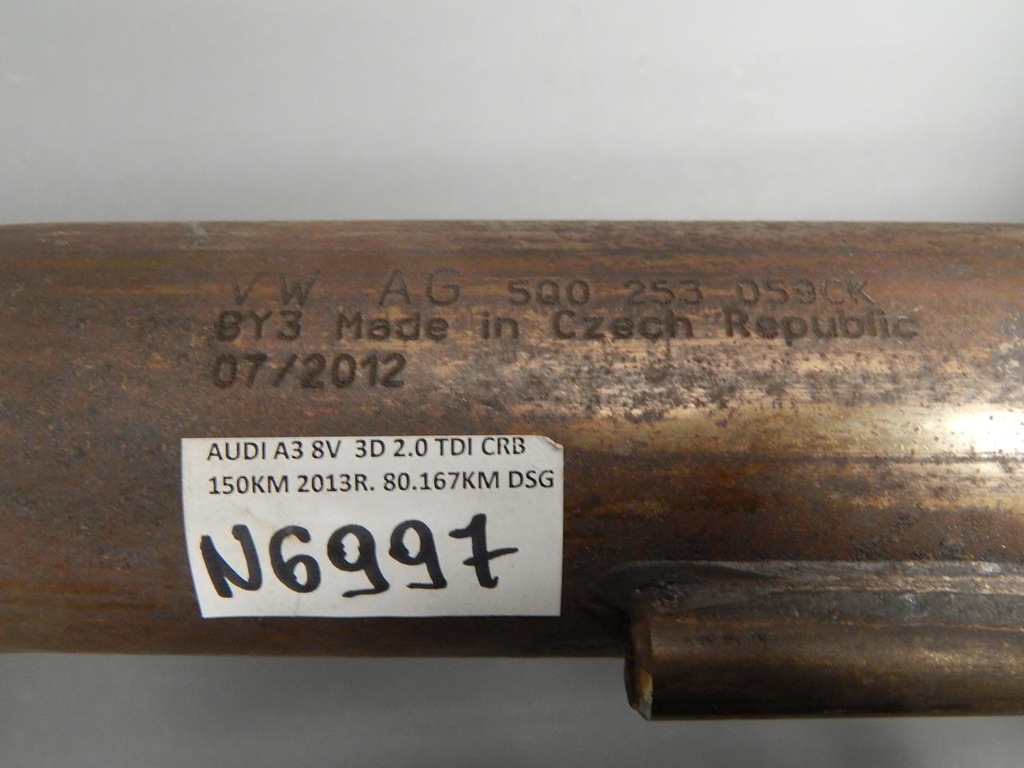 VW AG 5Q0 253 059CK
8Y3 Made in Czech Republic
07/2012
AUDI A3 8V 3D 2.0 TDI CRB
150KM 2013R. 80.167KM DSG
N6997